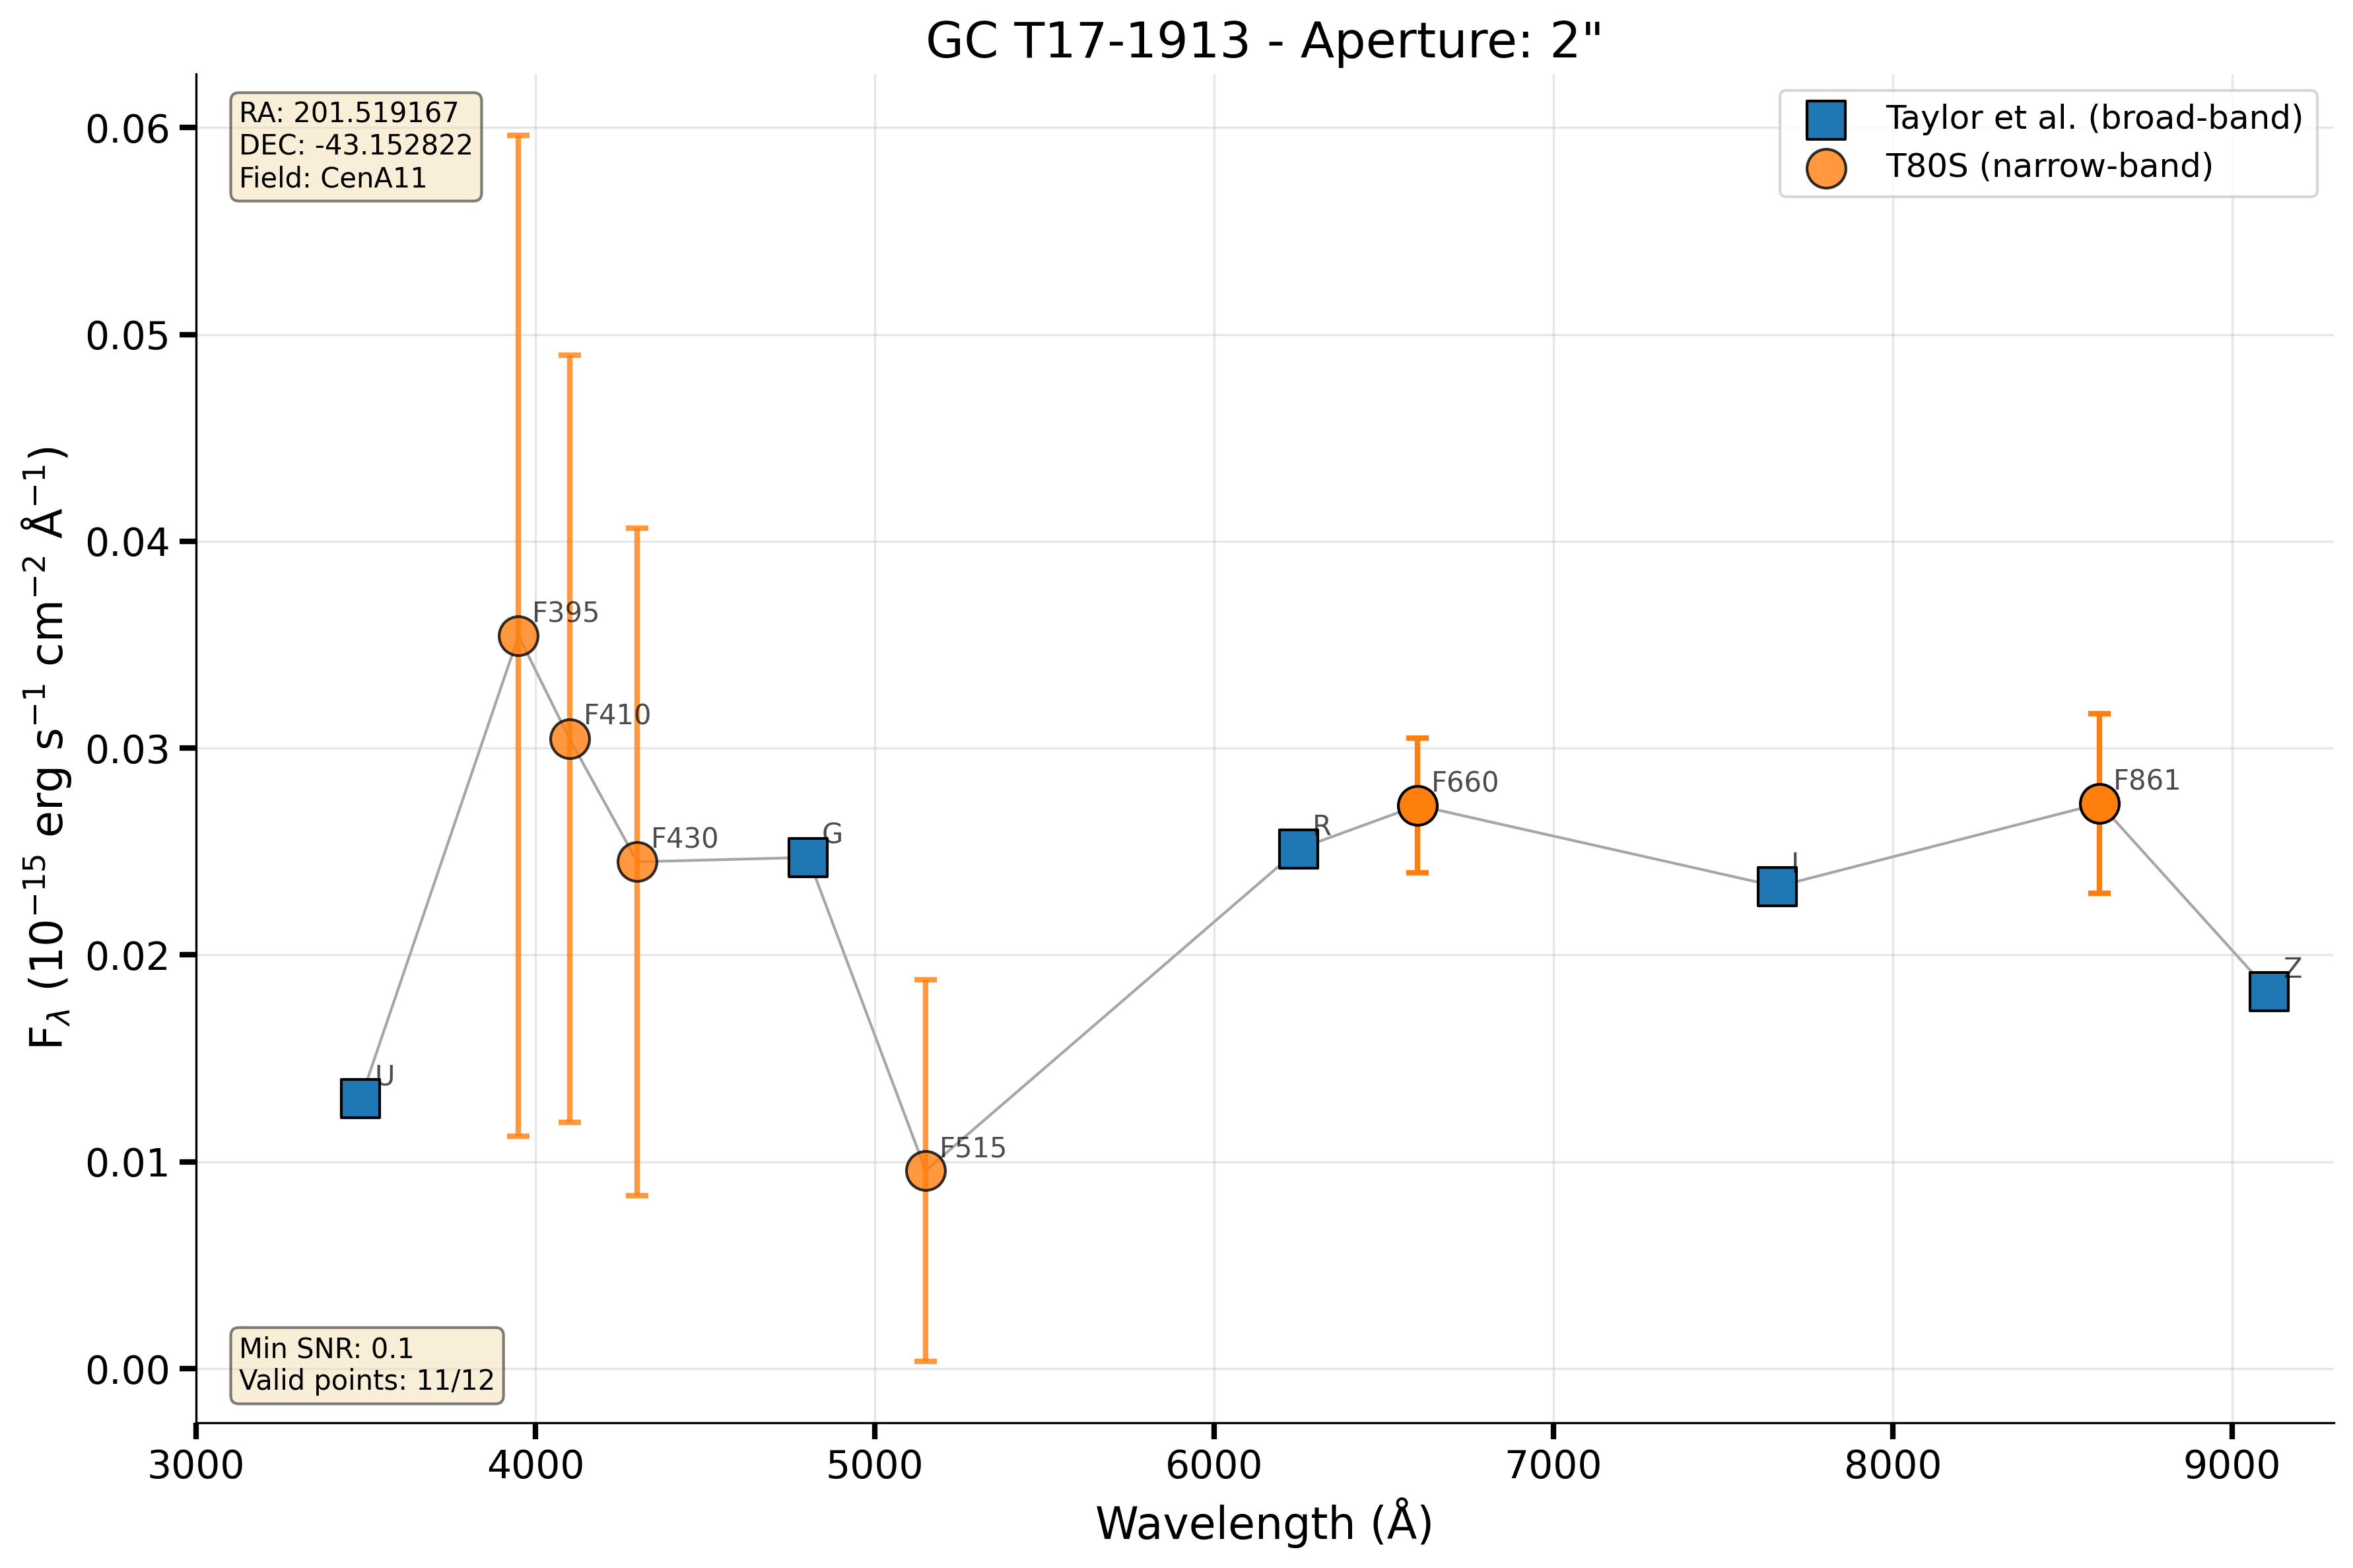 GC T17-1913 - Aperture: 2"
RA: 201.519167
DEC: -43.152822
Field: CenA11
Taylor et al. (broad-band)
T80S (narrow-band)
0.06
0.05
0.04
0.03
0.02
0.01
0.00
F$_λ$ (10$^{-15}$ erg s$^{-1}$ cm$^{-2}$ Å$^{-1}$)
U
F395
F410
F430
G
F515
R
F660
I
F861
Z
Min SNR: 0.1
Valid points: 11/12
3000 4000 5000 6000 7000 8000 9000
Wavelength (Å)